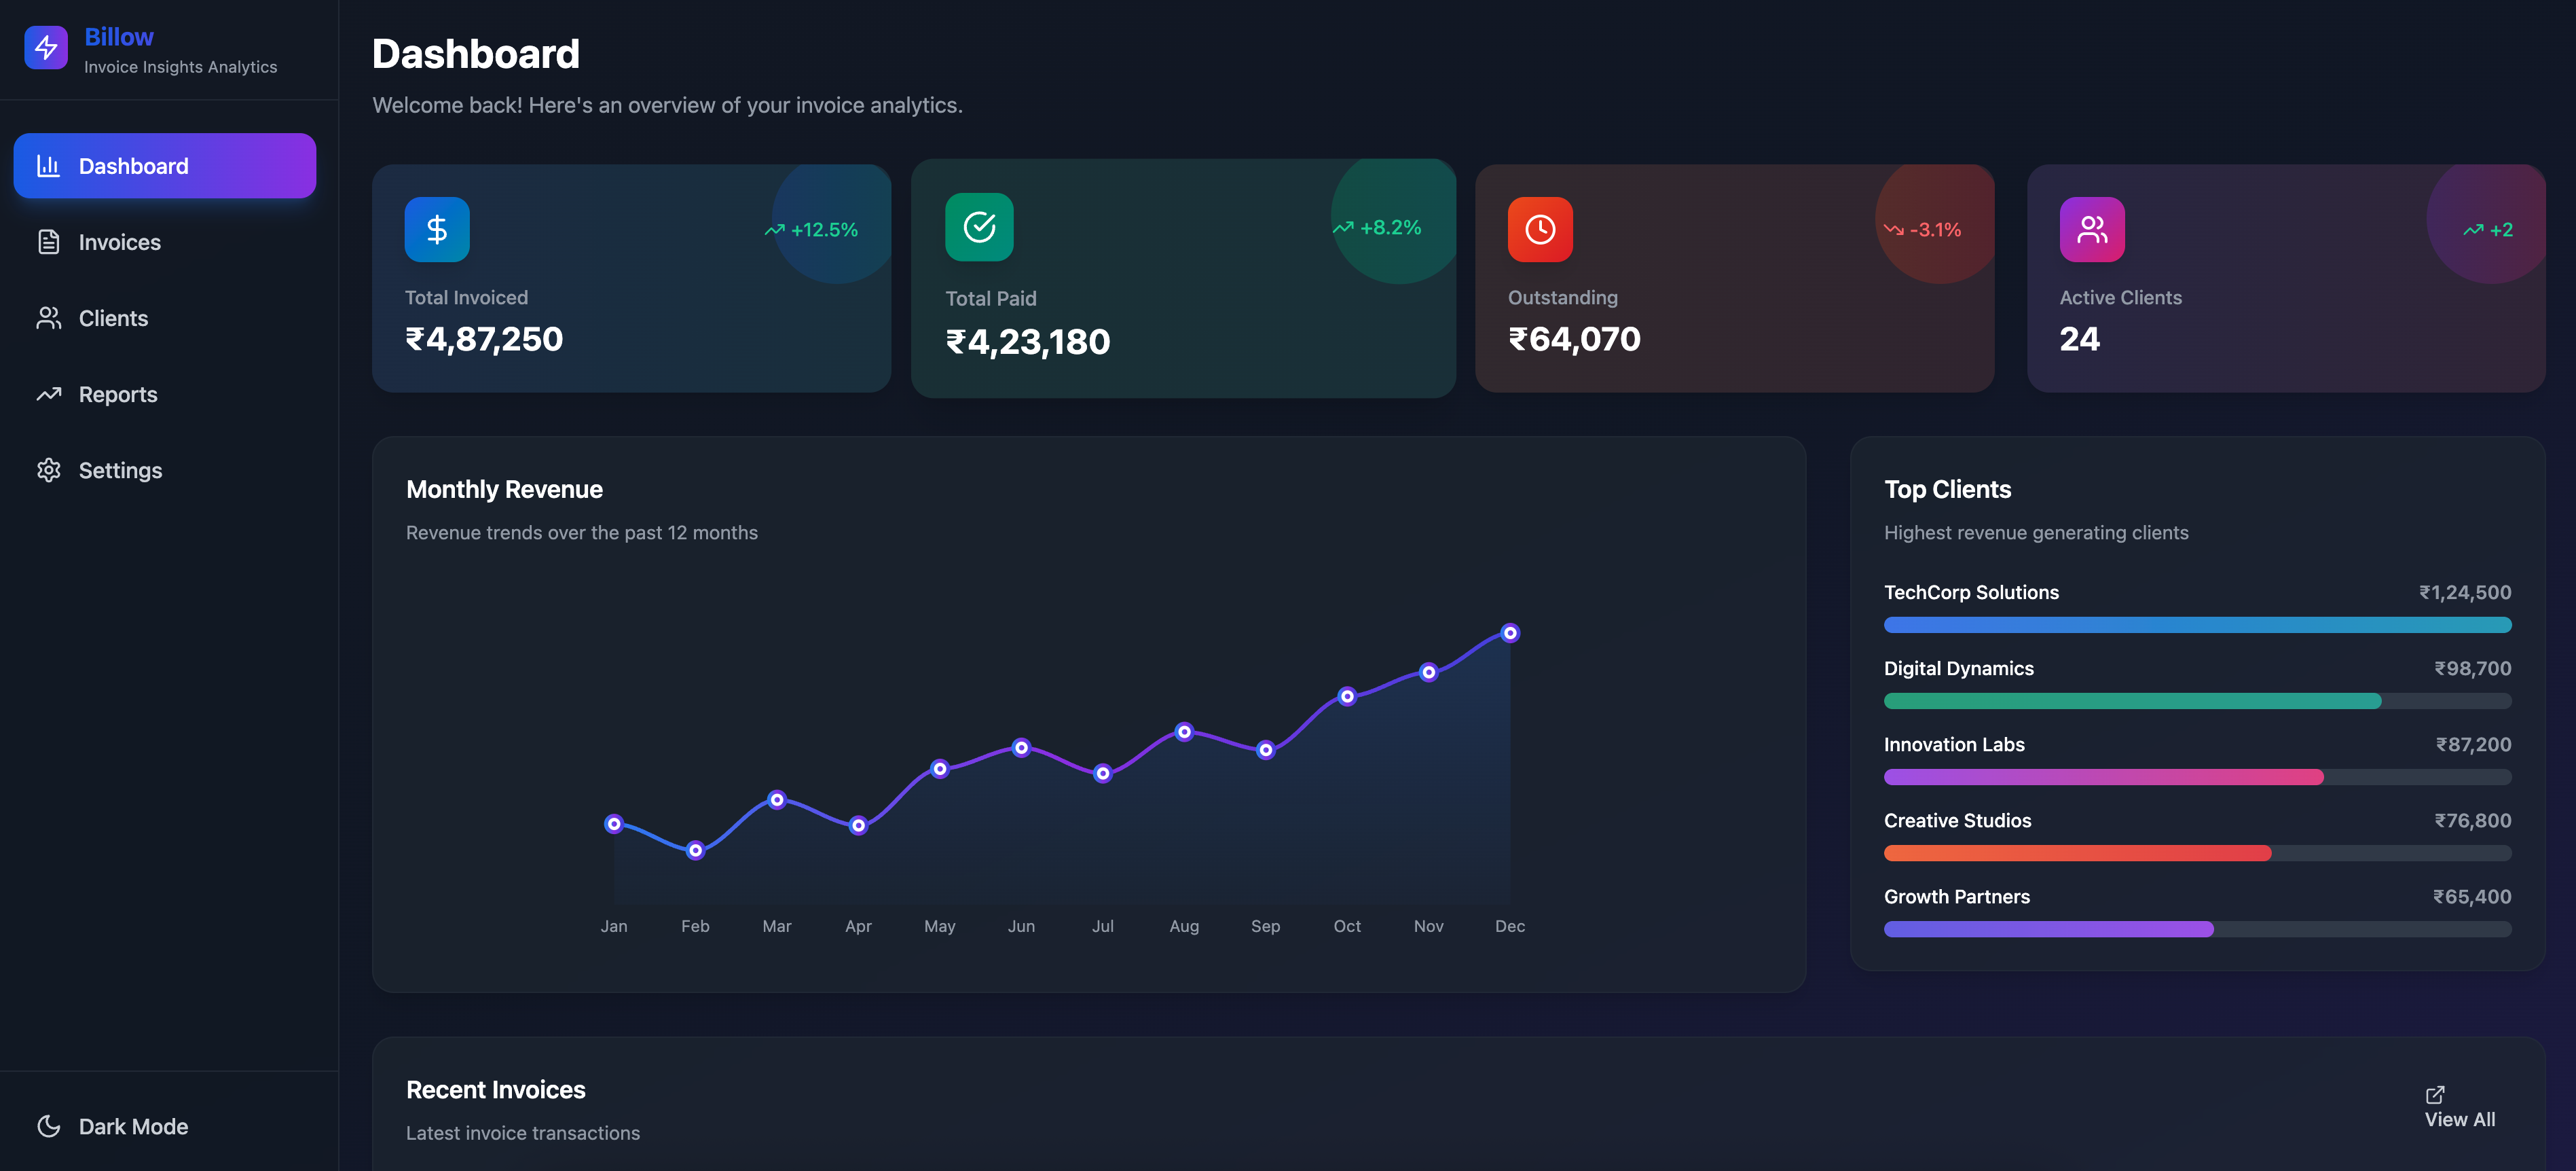 Billow
Invoice Insights Analytics
Dashboard
Invoices
Clients
Reports
Settings
Dark Mode
Dashboard
Welcome back! Here's an overview of your invoice analytics.
+12.5%
Total Invoiced
₹4,87,250
+8.2%
Total Paid
₹4,23,180
-3.1%
Outstanding
₹64,070
+2
Active Clients
24
Monthly Revenue
Revenue trends over the past 12 months
Jan Feb Mar Apr May Jun Jul Aug Sep Oct Nov Dec
Top Clients
Highest revenue generating clients
TechCorp Solutions ₹1,24,500
Digital Dynamics ₹98,700
Innovation Labs ₹87,200
Creative Studios ₹76,800
Growth Partners ₹65,400
Recent Invoices
Latest invoice transactions
View All